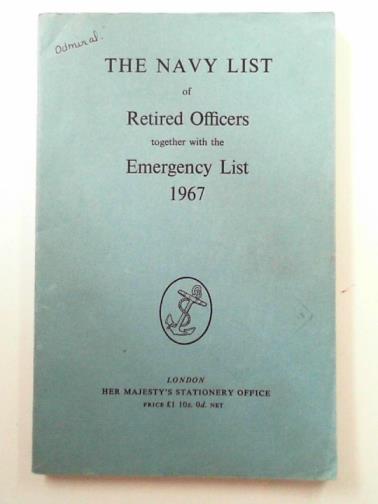 Admiral.
THE NAVY LIST
of
Retired Officers
together with the
Emergency List
1967
LONDON
HER MAJESTY'S STATIONERY OFFICE
PRICE £1 10s. 0d. NET